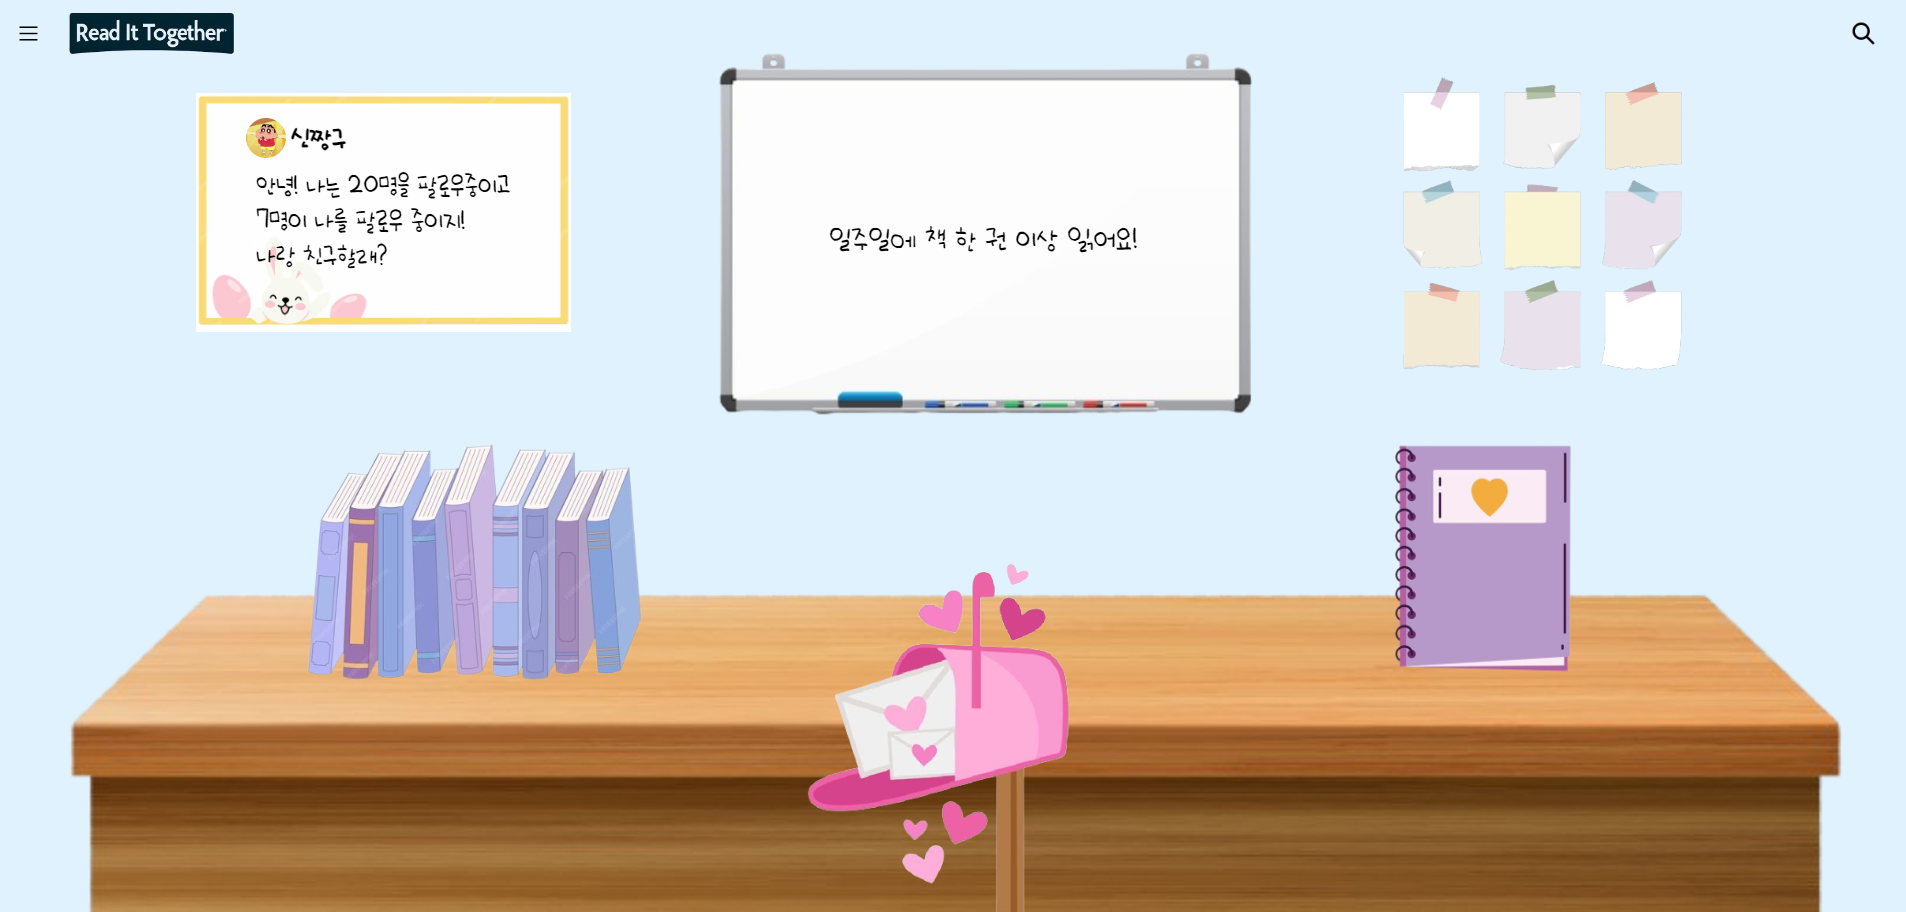 Read It Together
신짱구
안녕! 나는 20명을 팔로우중이고
7명이 나를 팔로우 중이지!
나랑 친구할래?
일주일에 책 한 권 이상 읽어요!